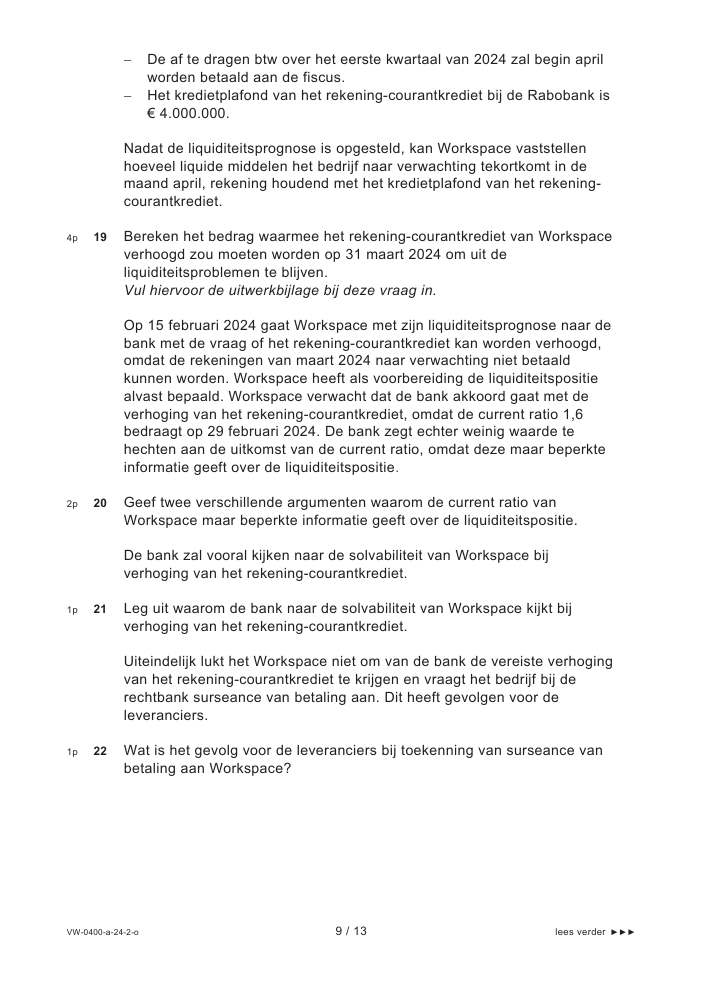 – De af te dragen btw over het eerste kwartaal van 2024 zal begin april
worden betaald aan de fiscus.
– Het kredietplafond van het rekening-courantkrediet bij de Rabobank is
€ 4.000.000.
Nadat de liquiditeitsprognose is opgesteld, kan Workspace vaststellen
hoeveel liquide middelen het bedrijf naar verwachting tekortkomt in de
maand april, rekening houdend met het kredietplafond van het rekening-
courantkrediet.
4p 19 Bereken het bedrag waarmee het rekening-courantkrediet van Workspace
verhoogd zou moeten worden op 31 maart 2024 om uit de
liquiditeitsproblemen te blijven.
Vul hiervoor de uitwerkbijlage bij deze vraag in.
Op 15 februari 2024 gaat Workspace met zijn liquiditeitsprognose naar de
bank met de vraag of het rekening-courantkrediet kan worden verhoogd,
omdat de rekeningen van maart 2024 naar verwachting niet betaald
kunnen worden. Workspace heeft als voorbereiding de liquiditeitspositie
alvast bepaald. Workspace verwacht dat de bank akkoord gaat met de
verhoging van het rekening-courantkrediet, omdat de current ratio 1,6
bedraagt op 29 februari 2024. De bank zegt echter weinig waarde te
hechten aan de uitkomst van de current ratio, omdat deze maar beperkte
informatie geeft over de liquiditeitspositie.
2p 20 Geef twee verschillende argumenten waarom de current ratio van
Workspace maar beperkte informatie geeft over de liquiditeitspositie.
De bank zal vooral kijken naar de solvabiliteit van Workspace bij
verhoging van het rekening-courantkrediet.
1p 21 Leg uit waarom de bank naar de solvabiliteit van Workspace kijkt bij
verhoging van het rekening-courantkrediet.
Uiteindelijk lukt het Workspace niet om van de bank de vereiste verhoging
van het rekening-courantkrediet te krijgen en vraagt het bedrijf bij de
rechtbank surseance van betaling aan. Dit heeft gevolgen voor de
leveranciers.
1p 22 Wat is het gevolg voor de leveranciers bij toekenning van surseance van
betaling aan Workspace?
VW-0400-a-24-2-o 9 / 13 lees verder ►►►